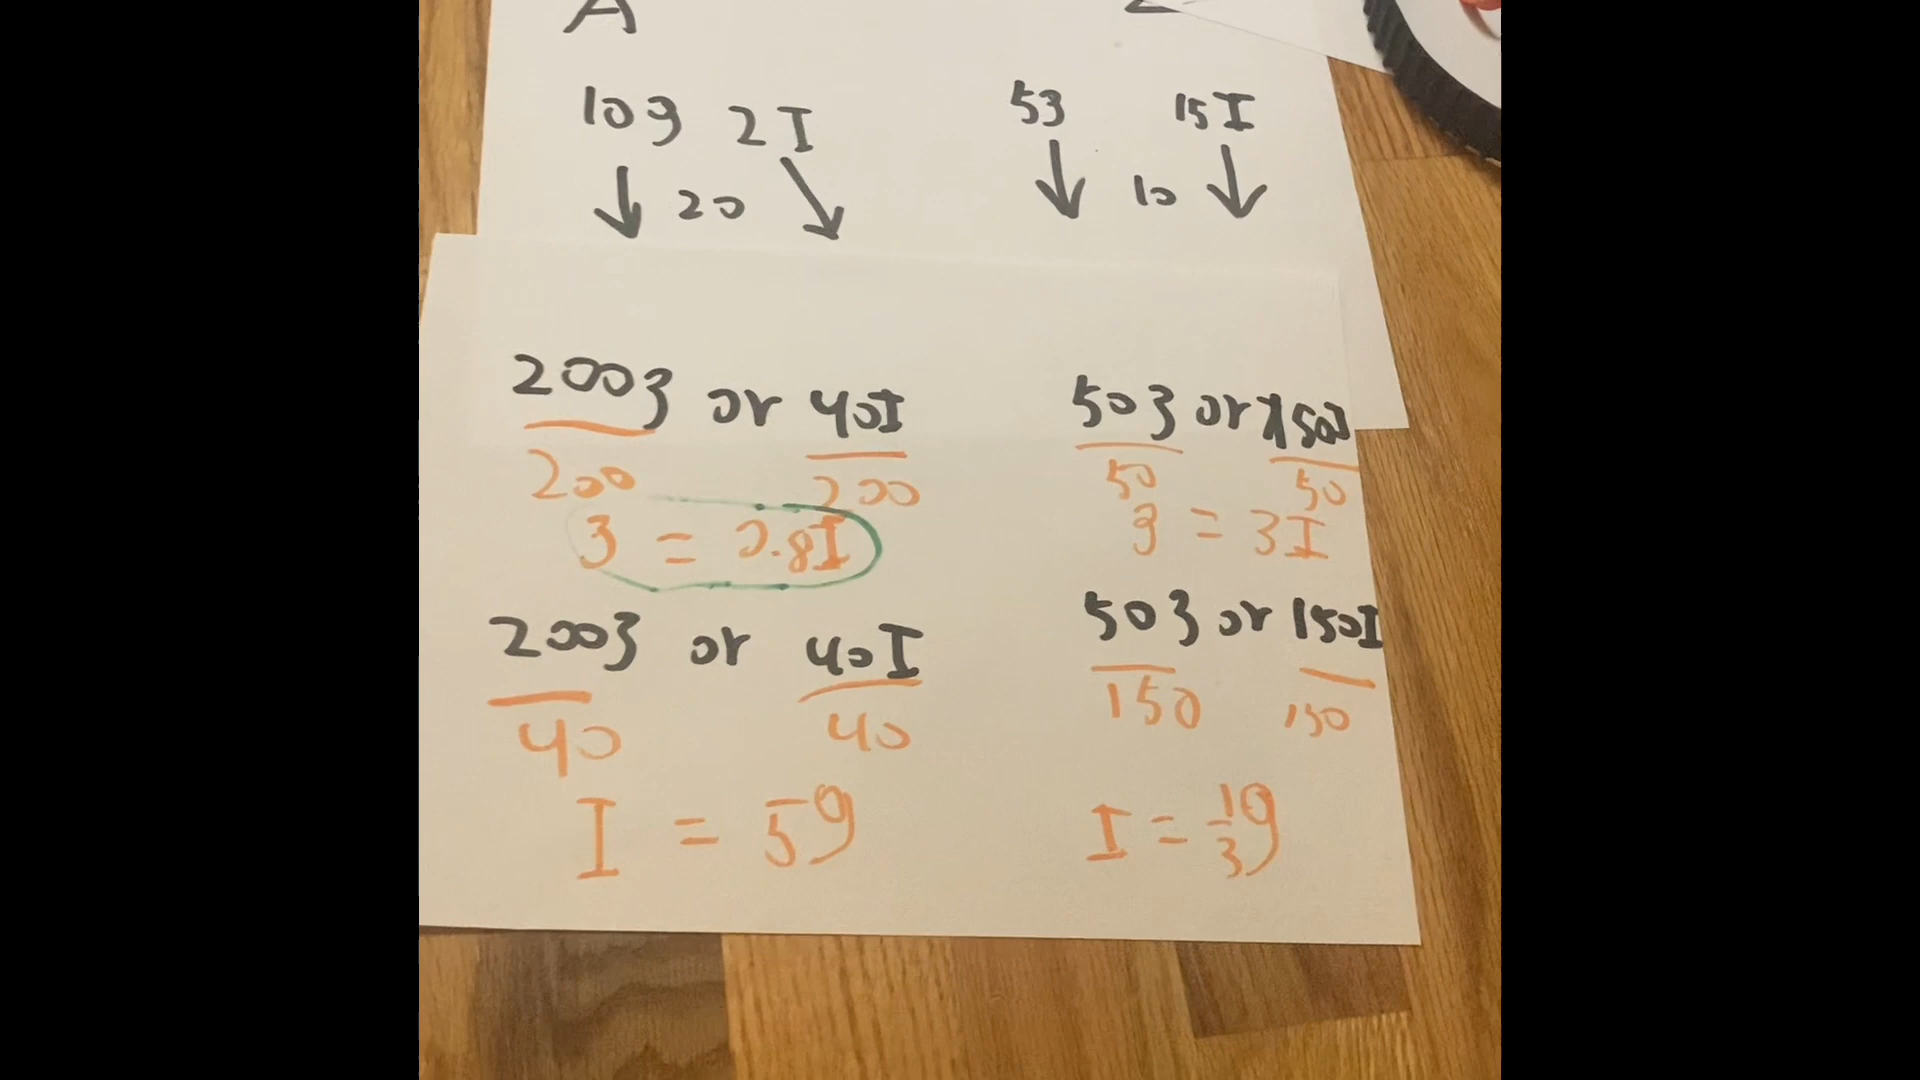 A
10g 2I 5g 15I
20 10
200g or 40I 50g or 150I
200 200 50 50
g = 0.8I g = 3I
200g or 40I 50g or 150I
40 40 150 150
I = 5g I = 1/3 g